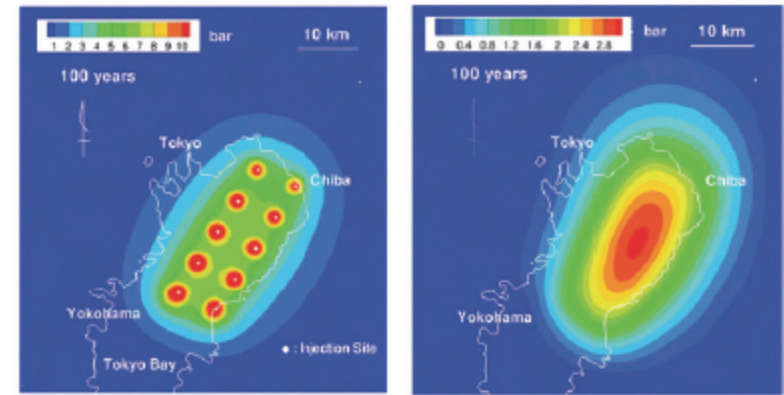 1 2 3 4 5 6 7 8 9 10
bar
10 km
100 years
Tokyo
Chiba
Yokohama
Tokyo Bay
: Injection Site
0 0.4 0.8 1.2 1.6 2 2.4 2.8
bar
10 km
100 years
Tokyo
Chiba
Yokohama